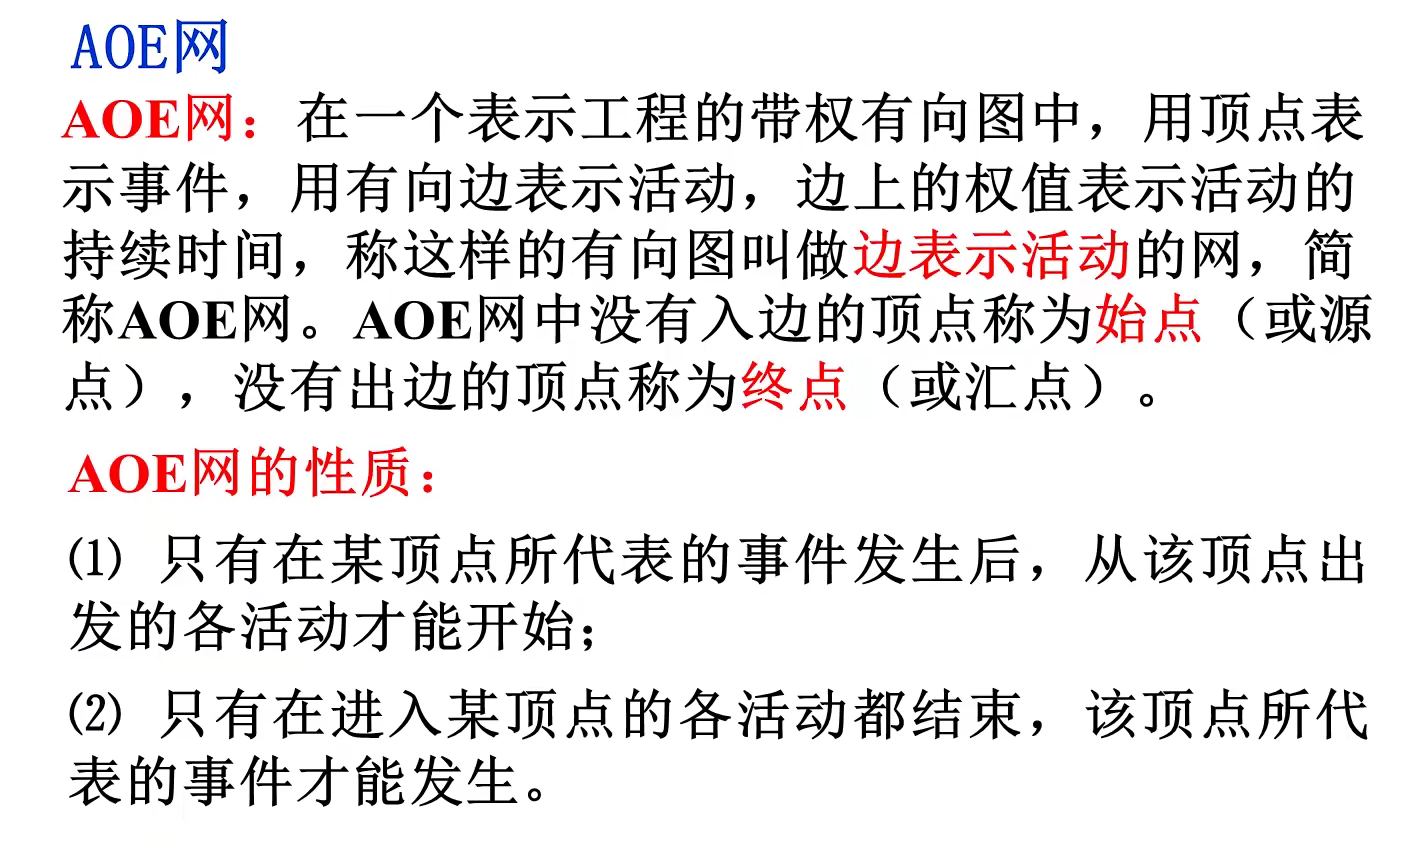 AOE网
AOE网：在一个表示工程的带权有向图中，用顶点表
示事件，用有向边表示活动，边上的权值表示活动的
持续时间，称这样的有向图叫做边表示活动的网，简
称AOE网。AOE网中没有入边的顶点称为始点（或源
点），没有出边的顶点称为终点（或汇点）。
AOE网的性质：
⑴ 只有在某顶点所代表的事件发生后，从该顶点出
发的各活动才能开始；
⑵ 只有在进入某顶点的各活动都结束，该顶点所代
表的事件才能发生。